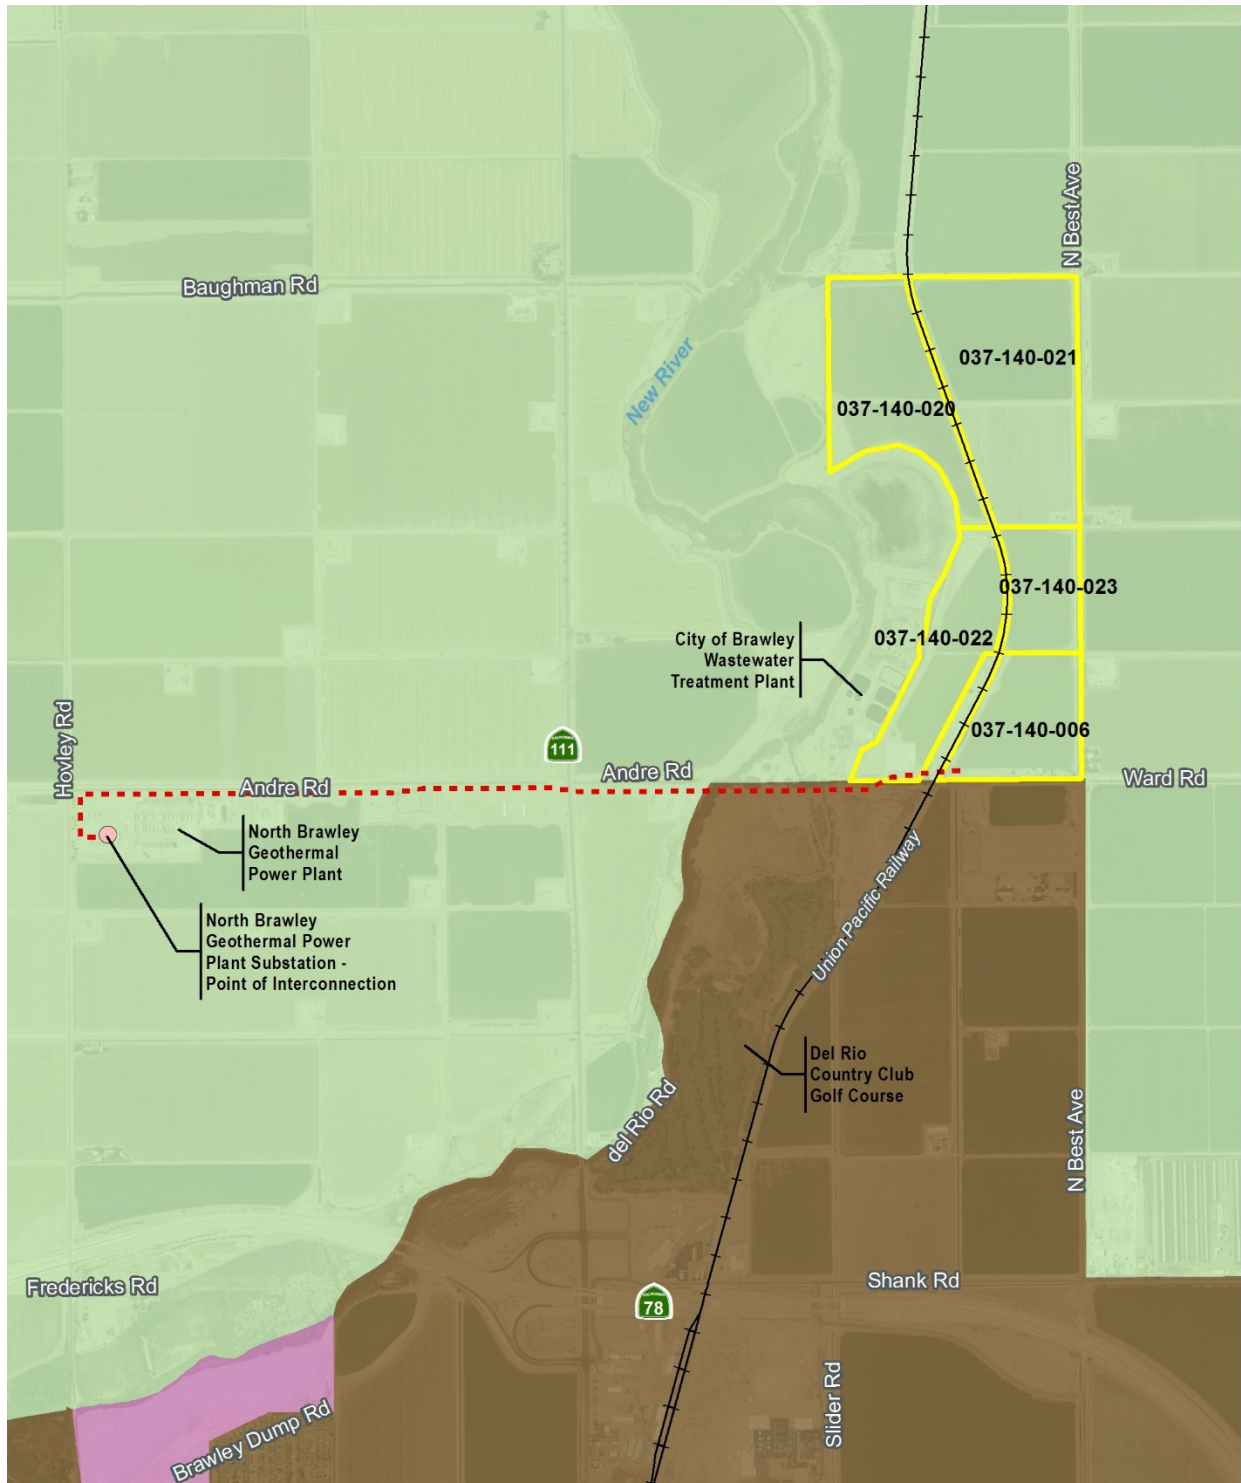 N Best Ave
Baughman Rd
New River
037-140-021
037-140-020
037-140-023
037-140-022
City of Brawley
Wastewater
Treatment Plant
037-140-006
Hovley Rd
CALIFORNIA
111
Andre Rd
Andre Rd
Ward Rd
North Brawley
Geothermal
Power Plant
North Brawley
Geothermal Power
Plant Substation -
Point of Interconnection
Union Pacific Railway
Del Rio
Country Club
Golf Course
del Rio Rd
N Best Ave
Fredericks Rd
Shank Rd
CALIFORNIA
78
Slider Rd
Brawley Dump Rd